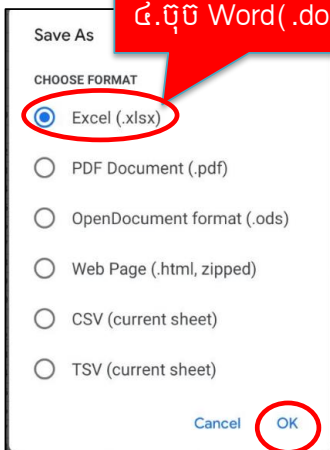 ៤.ចុច Word( .do
Save As
CHOOSE FORMAT
Excel (.xlsx)
PDF Document (.pdf)
OpenDocument format (.ods)
Web Page (.html, zipped)
CSV (current sheet)
TSV (current sheet)
Cancel OK